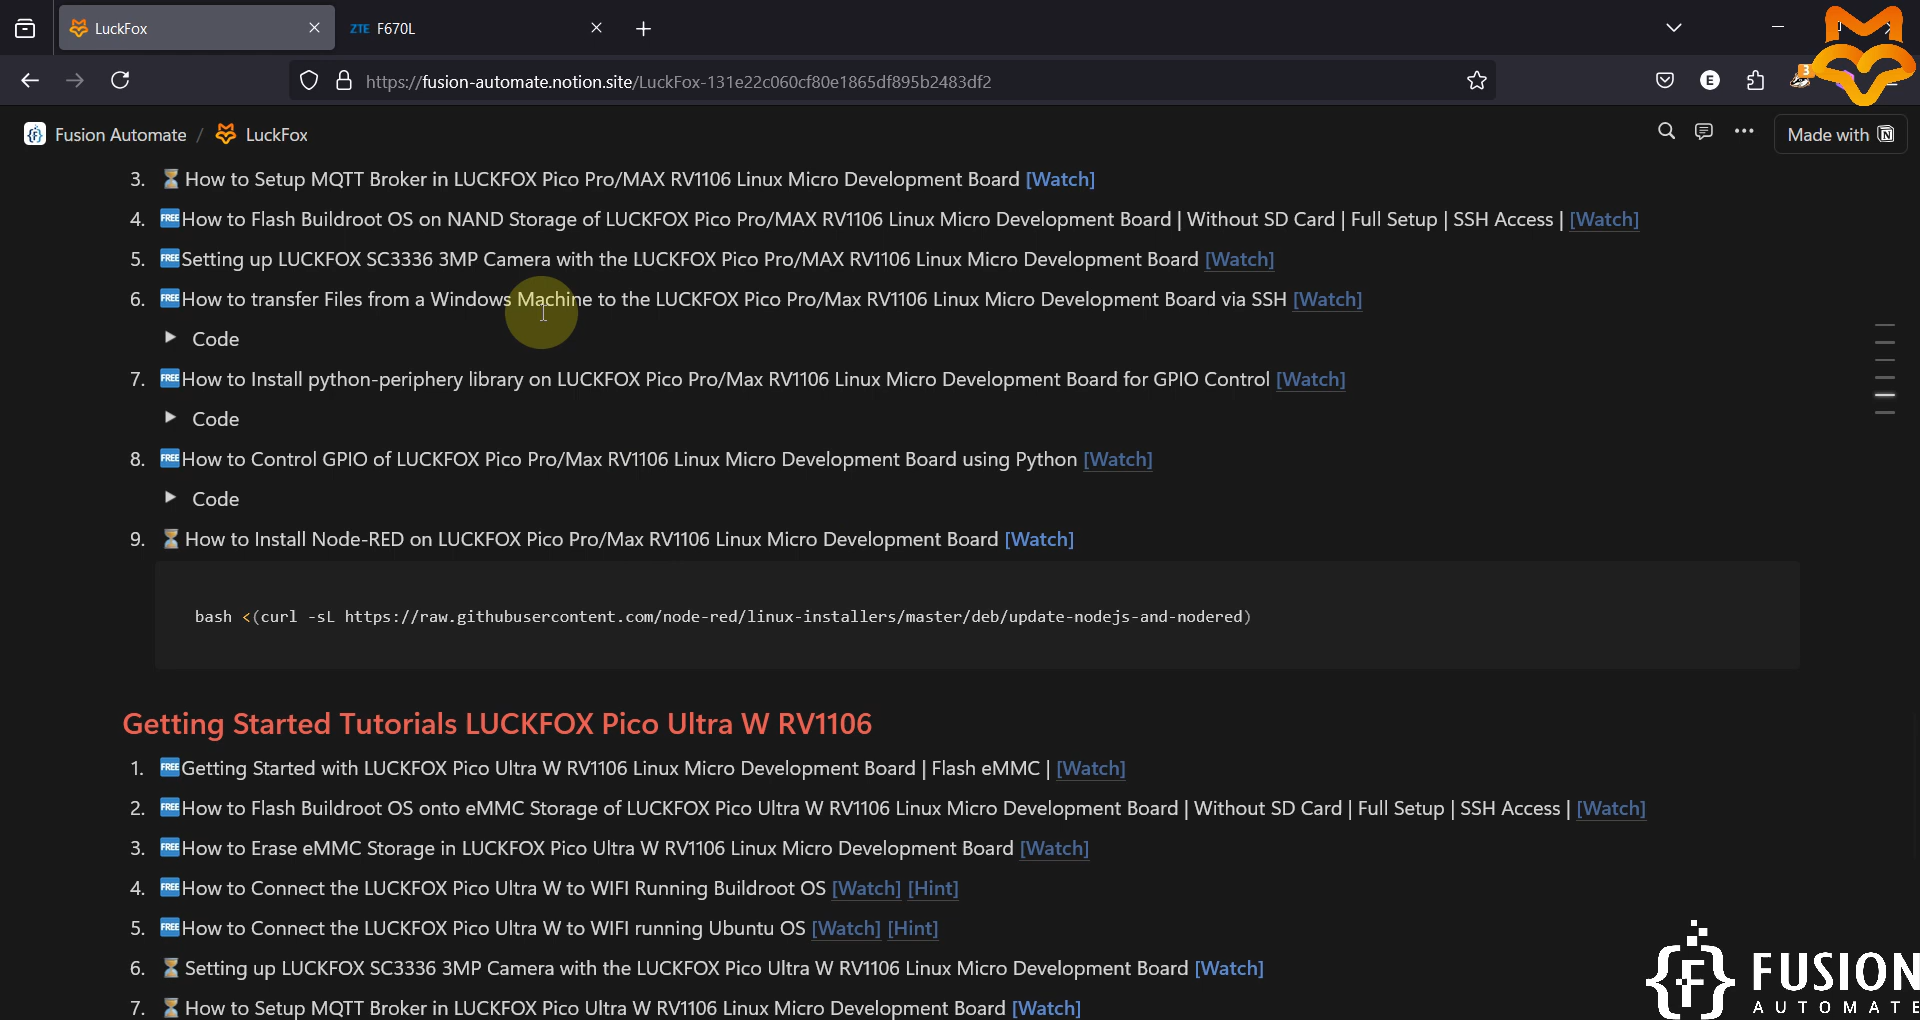 LuckFox
ZTE F670L
https://fusion-automate.notion.site/LuckFox-131e22c060cf80e1865df895b2483df2
E
3
Fusion Automate / LuckFox
Made with
3. How to Setup MQTT Broker in LUCKFOX Pico Pro/MAX RV1106 Linux Micro Development Board [Watch]
4. FREE How to Flash Buildroot OS on NAND Storage of LUCKFOX Pico Pro/MAX RV1106 Linux Micro Development Board | Without SD Card | Full Setup | SSH Access | [Watch]
5. FREE Setting up LUCKFOX SC3336 3MP Camera with the LUCKFOX Pico Pro/MAX RV1106 Linux Micro Development Board [Watch]
6. FREE How to transfer Files from a Windows Machine to the LUCKFOX Pico Pro/Max RV1106 Linux Micro Development Board via SSH [Watch]
Code
7. FREE How to Install python-periphery library on LUCKFOX Pico Pro/Max RV1106 Linux Micro Development Board for GPIO Control [Watch]
Code
8. FREE How to Control GPIO of LUCKFOX Pico Pro/Max RV1106 Linux Micro Development Board using Python [Watch]
Code
9. How to Install Node-RED on LUCKFOX Pico Pro/Max RV1106 Linux Micro Development Board [Watch]
bash <(curl -sL https://raw.githubusercontent.com/node-red/linux-installers/master/deb/update-nodejs-and-nodered)
Getting Started Tutorials LUCKFOX Pico Ultra W RV1106
1. FREE Getting Started with LUCKFOX Pico Ultra W RV1106 Linux Micro Development Board | Flash eMMC | [Watch]
2. FREE How to Flash Buildroot OS onto eMMC Storage of LUCKFOX Pico Ultra W RV1106 Linux Micro Development Board | Without SD Card | Full Setup | SSH Access | [Watch]
3. FREE How to Erase eMMC Storage in LUCKFOX Pico Ultra W RV1106 Linux Micro Development Board [Watch]
4. FREE How to Connect the LUCKFOX Pico Ultra W to WIFI Running Buildroot OS [Watch] [Hint]
5. FREE How to Connect the LUCKFOX Pico Ultra W to WIFI running Ubuntu OS [Watch] [Hint]
6. Setting up LUCKFOX SC3336 3MP Camera with the LUCKFOX Pico Ultra W RV1106 Linux Micro Development Board [Watch]
7. How to Setup MQTT Broker in LUCKFOX Pico Ultra W RV1106 Linux Micro Development Board [Watch]
{F} FUSION
AUTOMATE